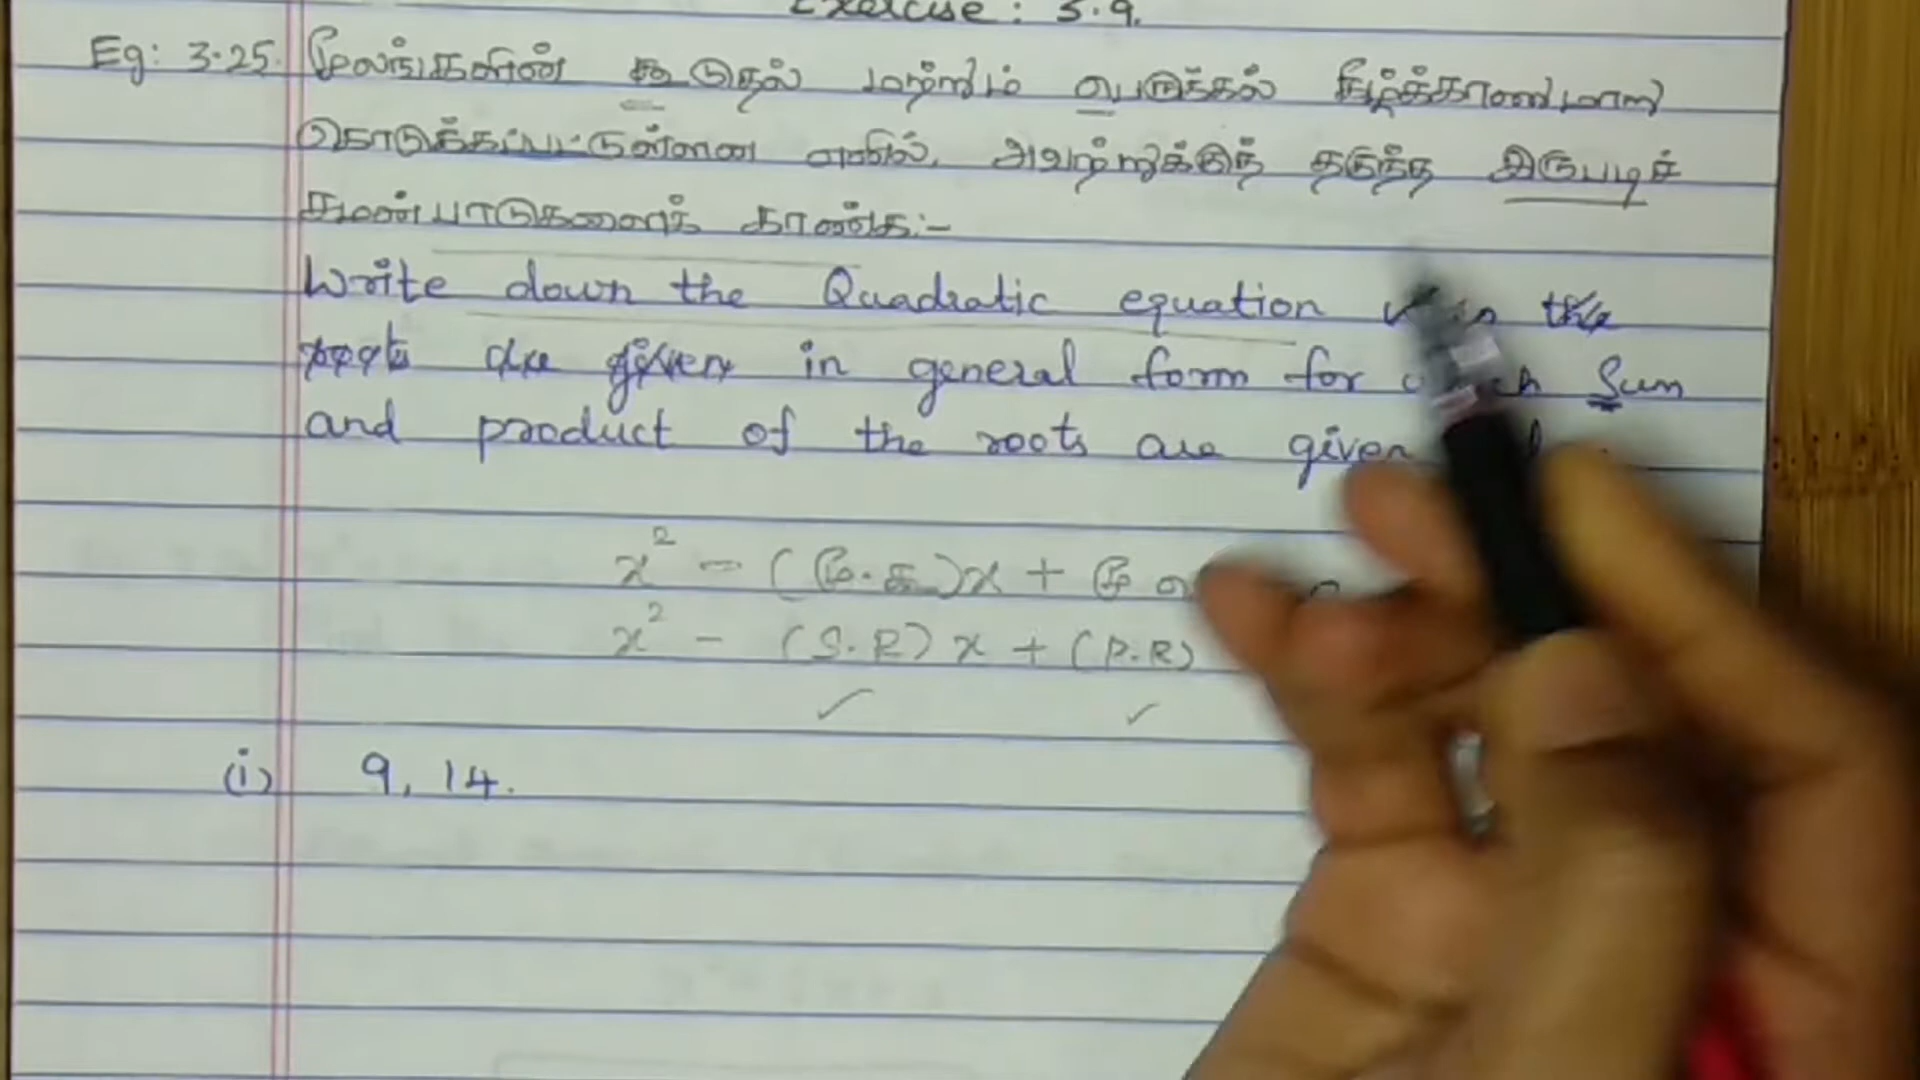 Exercise: 3.9.
Eg: 3.25. மூலங்களின் கூடுதல் மற்றும் பெருக்கல் கீழ்க்காணுமாறு
கொடுக்கப்பட்டுள்ளன எனில், அவற்றுக்குத் தகுந்த இருபடிச்
சமன்பாடுகளைக் காண்க:-
Write down the Quadratic equation in the
roots are given in general form for which Sum
and product of the roots are given
x² - (மூ.கூ)x + மூ
x² - (S.R) x + (P.R)
(i) 9, 14.